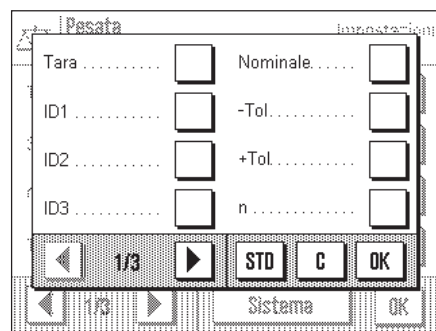 Pesata Impostazioni
Tara ........... Nominale......
ID1 ............ -Tol............
ID2 ............ +Tol............
ID3 ............ n ..............
1/3 STD C OK
1/3 Sistema OK